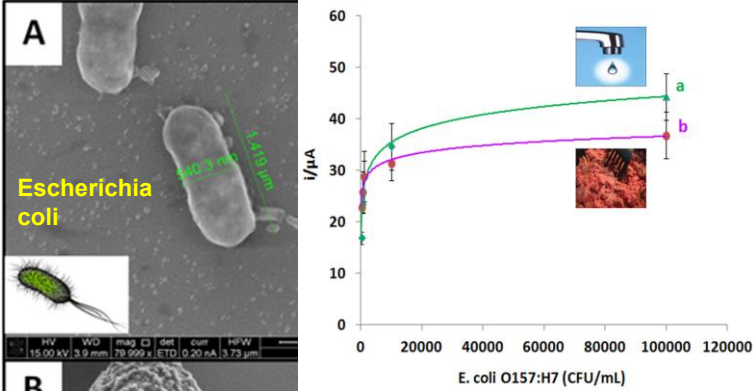 A
540.3 nm
1.419 µm
Escherichia
coli
HV WD mag □ det curr HFW
15.00 kV 3.9 mm 79 999 x ETD 0.20 nA 3.73 µm
B
i/µA
60
50
40
30
20
10
0
a
b
0 20000 40000 60000 80000 100000 120000
E. coli O157:H7 (CFU/mL)